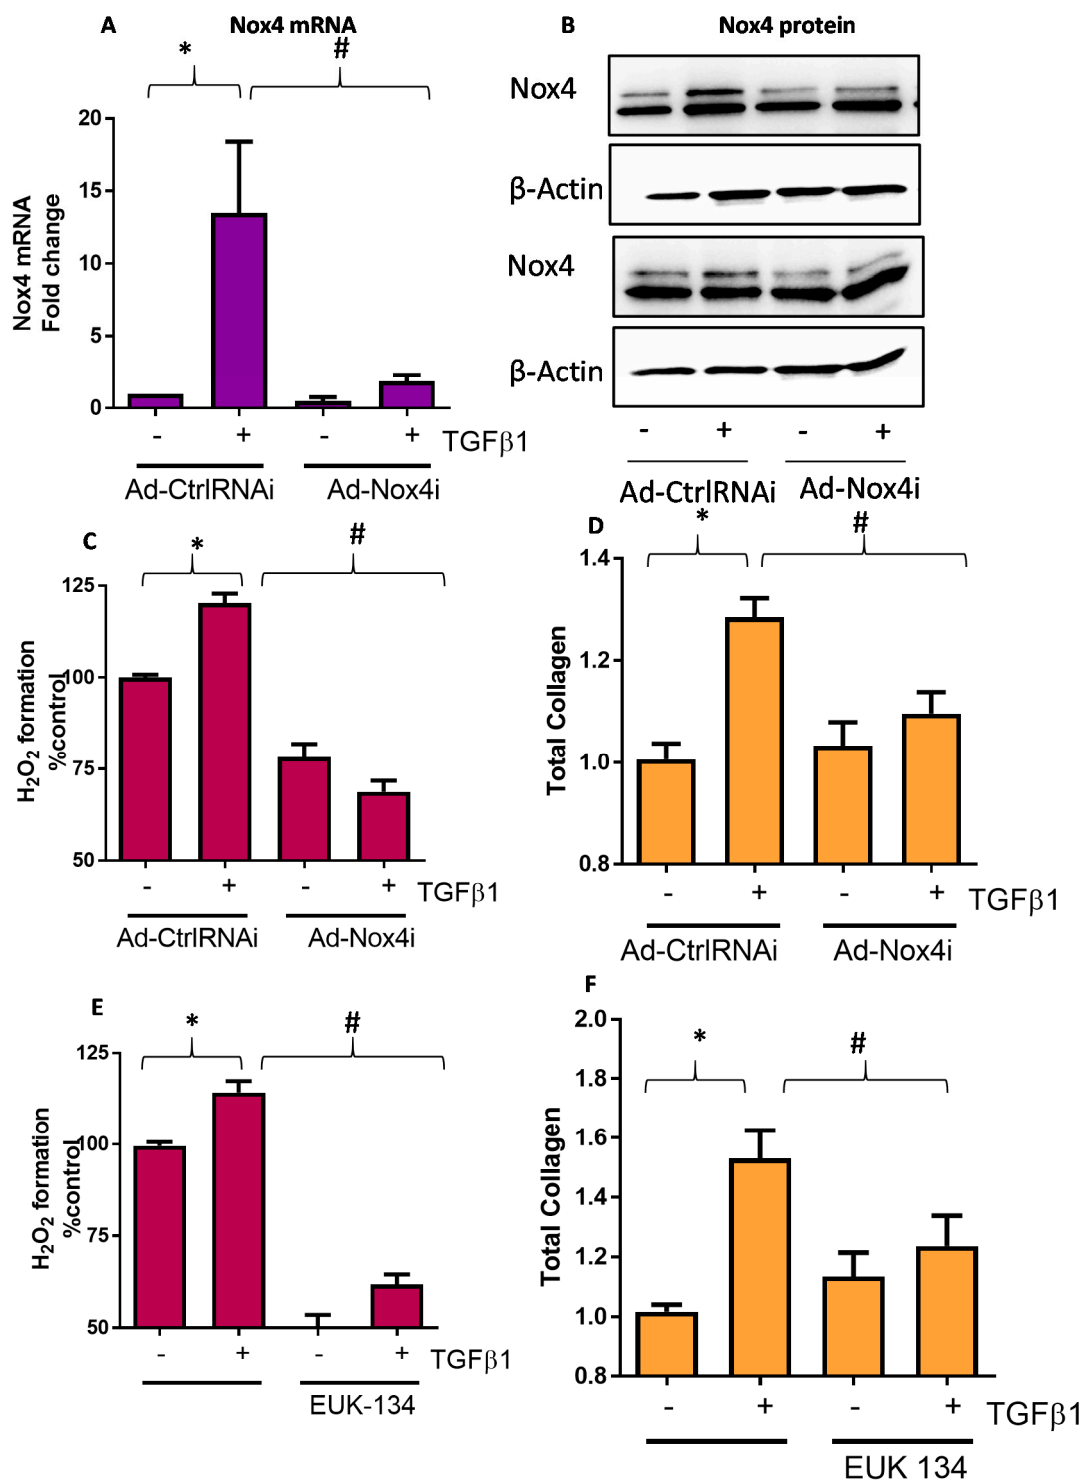 A
Nox4 mRNA
*
#
20
15
10
5
0
Nox4 mRNA
Fold change
- + - + TGFβ1
Ad-CtrlRNAi Ad-Nox4i
B
Nox4 protein
Nox4
β-Actin
Nox4
β-Actin
- + - +
Ad-CtrlRNAi Ad-Nox4i
C
*
#
125
100
75
50
H₂O₂ formation
%control
- + - + TGFβ1
Ad-CtrlRNAi Ad-Nox4i
D
*
#
1.4
1.2
1.0
0.8
Total Collagen
- + - + TGFβ1
Ad-CtrlRNAi Ad-Nox4i
E
*
#
125
100
75
50
H₂O₂ formation
%control
- + - + TGFβ1
EUK-134
F
*
#
2.0
1.8
1.6
1.4
1.2
1.0
0.8
Total Collagen
- + - + TGFβ1
EUK 134